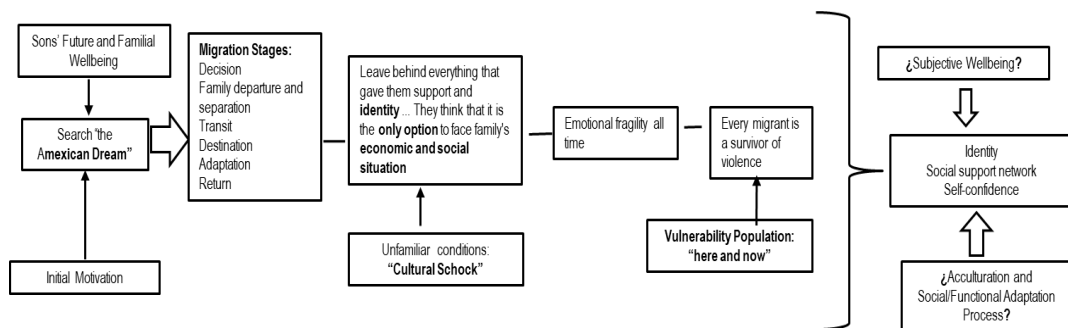 Sons' Future and Familial
Wellbeing
Search "the
Amexican Dream"
Initial Motivation
Migration Stages:
Decision
Family departure and
separation
Transit
Destination
Adaptation
Return
Leave behind everything that
gave them support and
identity ... They think that it is
the only option to face family's
economic and social
situation
Unfamiliar conditions:
"Cultural Schock"
Emotional fragility all
time
Every migrant is
a survivor of
violence
Vulnerability Population:
"here and now"
¿Subjective Wellbeing?
Identity
Social support network
Self-confidence
¿Acculturation and
Social/Functional Adaptation
Process?